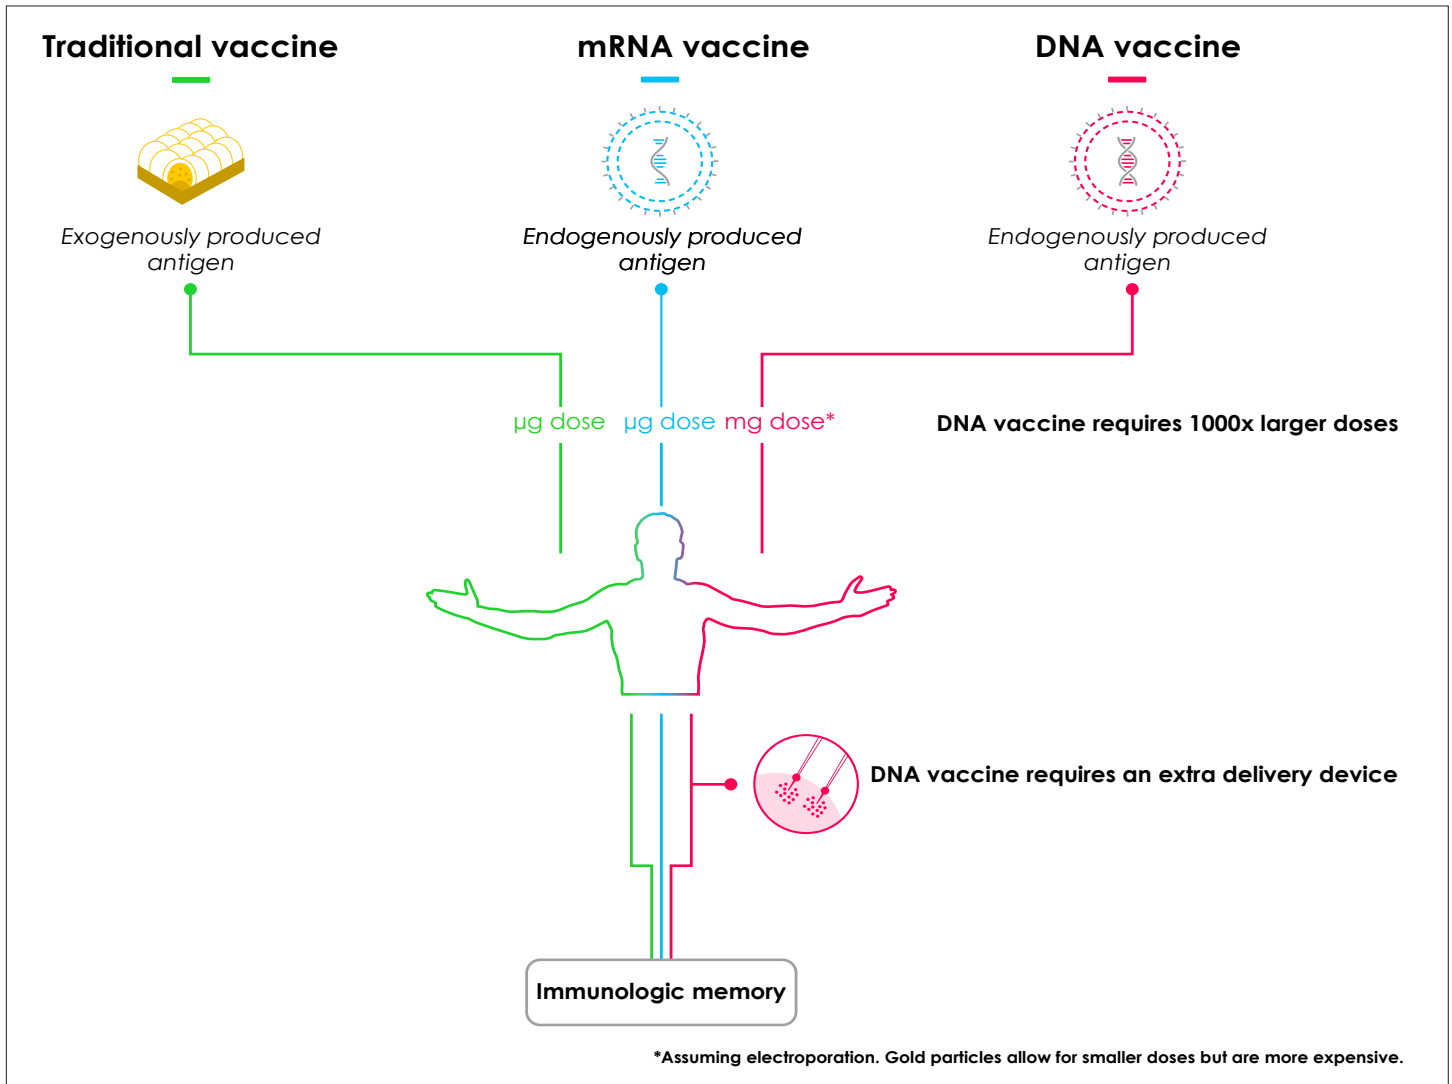 Traditional vaccine
mRNA vaccine
DNA vaccine
Exogenously produced
antigen
Endogenously produced
antigen
Endogenously produced
antigen
µg dose
µg dose
mg dose*
DNA vaccine requires 1000x larger doses
DNA vaccine requires an extra delivery device
Immunologic memory
*Assuming electroporation. Gold particles allow for smaller doses but are more expensive.